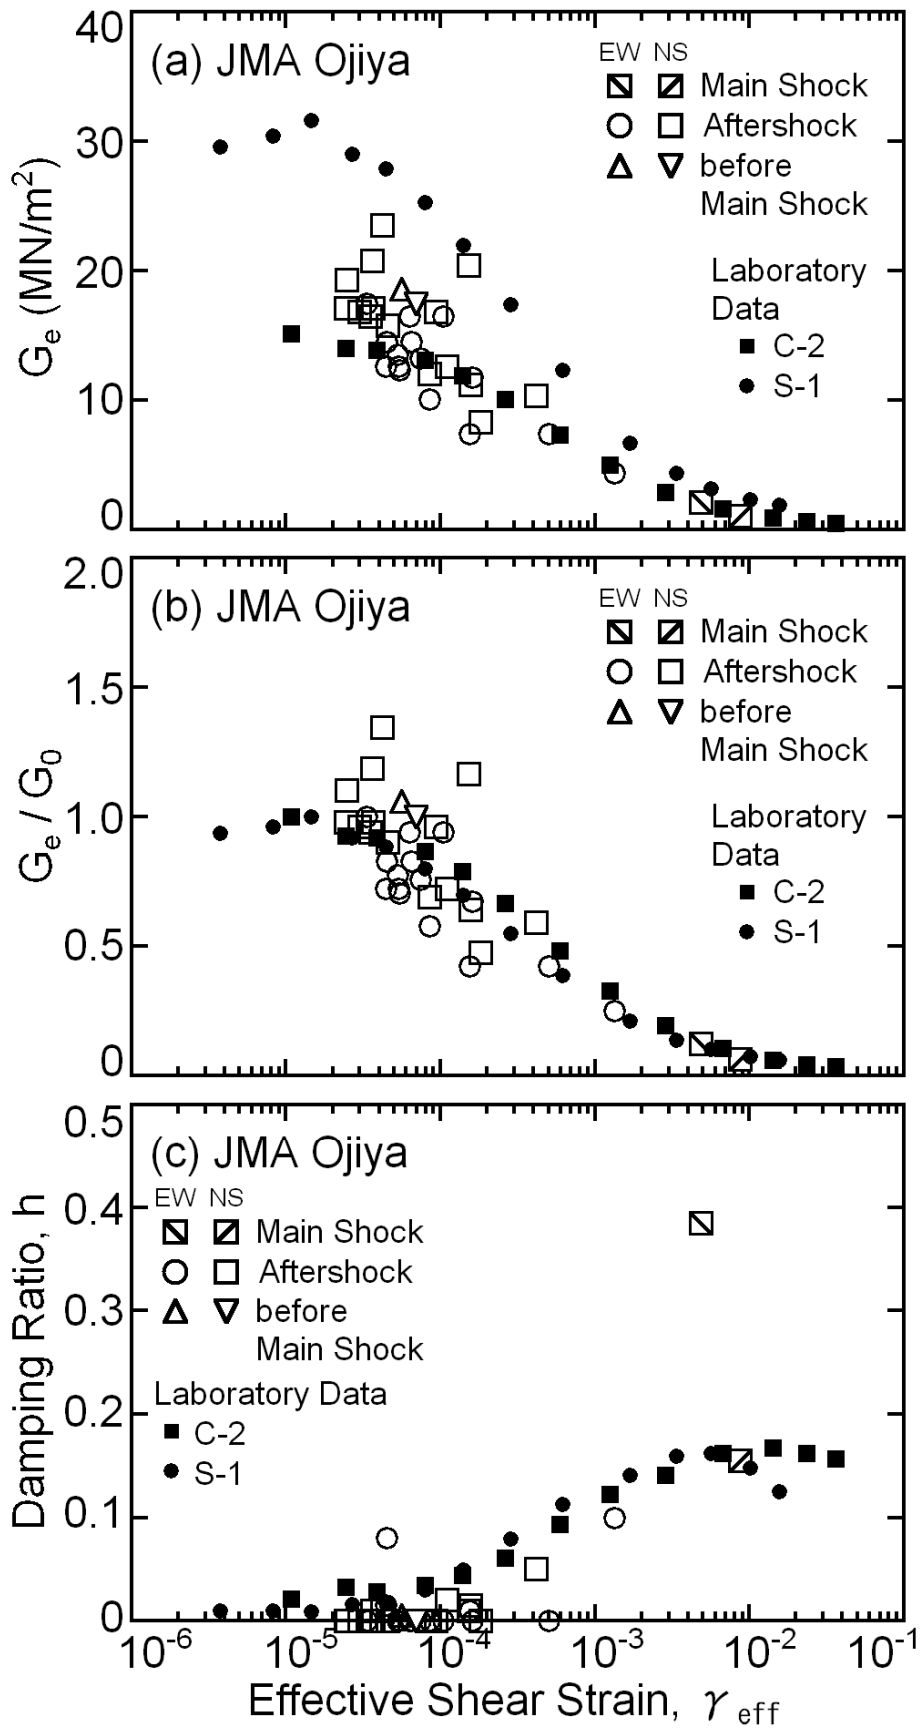 (a) JMA Ojiya
EW NS
Main Shock
Aftershock
before
Main Shock
Laboratory
Data
C-2
S-1
40
30
20
10
0
Gₑ (MN/m²)
(b) JMA Ojiya
EW NS
Main Shock
Aftershock
before
Main Shock
Laboratory
Data
C-2
S-1
2.0
1.5
1.0
0.5
0
Gₑ / G₀
(c) JMA Ojiya
EW NS
Main Shock
Aftershock
before
Main Shock
Laboratory Data
C-2
S-1
0.5
0.4
0.3
0.2
0.1
0
Damping Ratio, h
10⁻⁶ 10⁻⁵ 10⁻⁴ 10⁻³ 10⁻² 10⁻¹
Effective Shear Strain, γ eff